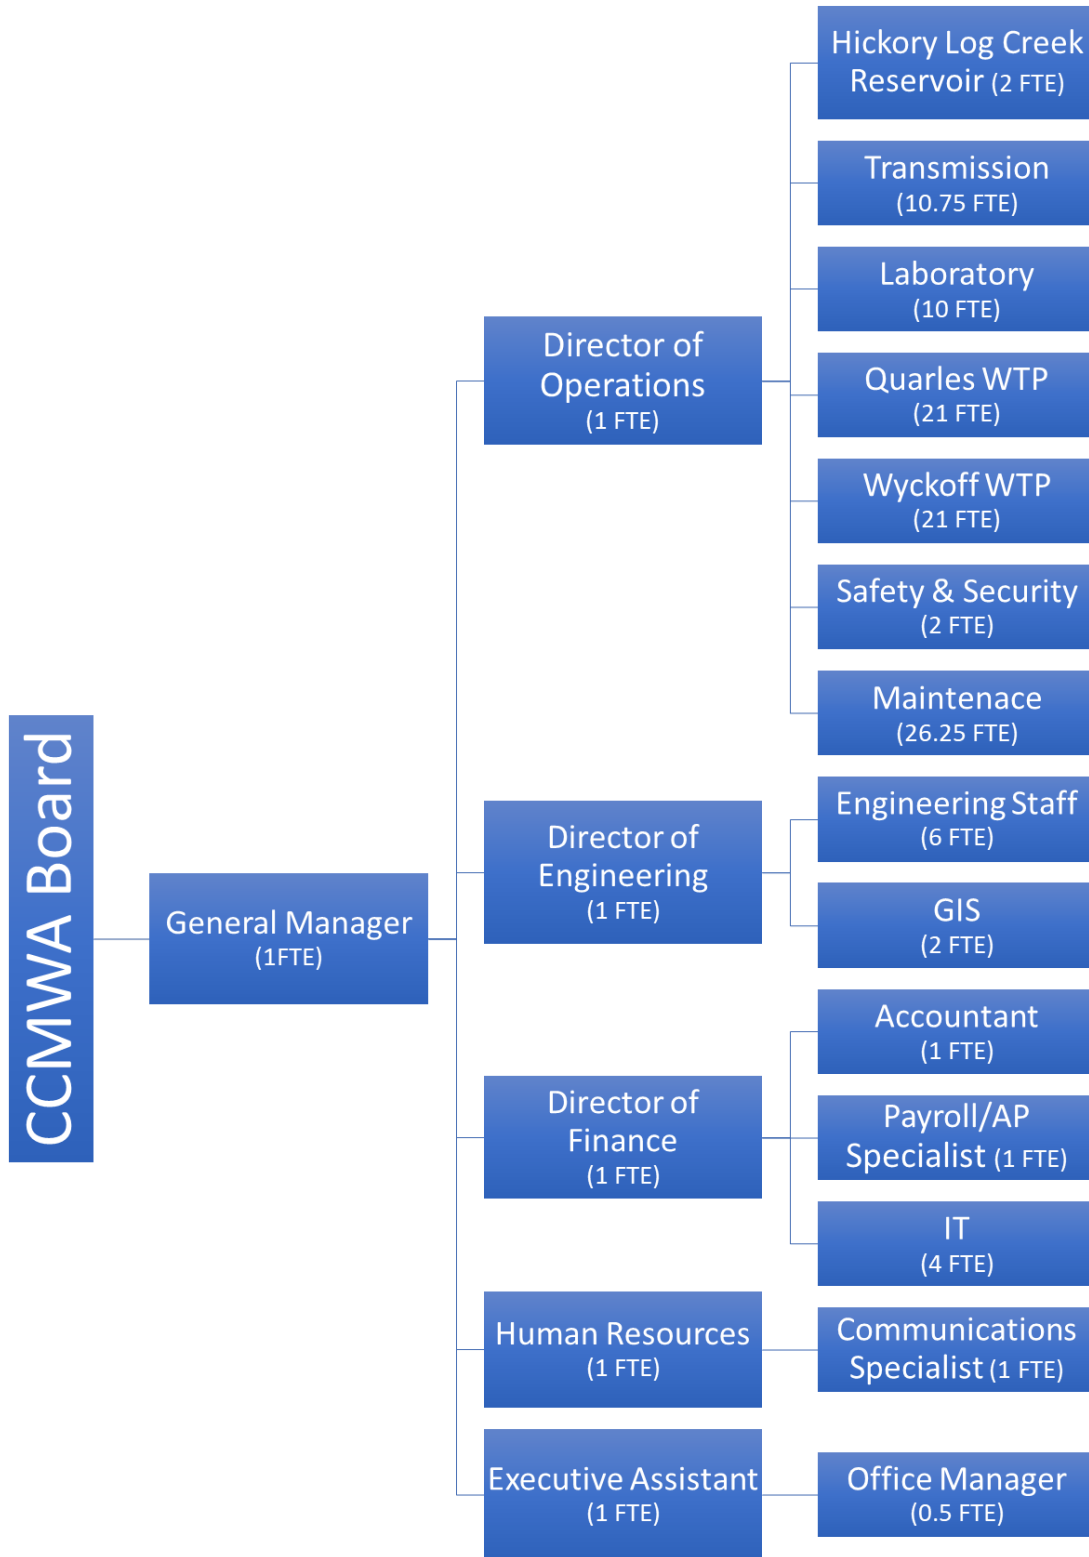 CCMWA Board
General Manager
(1FTE)
Director of
Operations
(1 FTE)
Hickory Log Creek
Reservoir (2 FTE)
Transmission
(10.75 FTE)
Laboratory
(10 FTE)
Quarles WTP
(21 FTE)
Wyckoff WTP
(21 FTE)
Safety & Security
(2 FTE)
Maintenace
(26.25 FTE)
Director of
Engineering
(1 FTE)
Engineering Staff
(6 FTE)
GIS
(2 FTE)
Director of
Finance
(1 FTE)
Accountant
(1 FTE)
Payroll/AP
Specialist (1 FTE)
IT
(4 FTE)
Human Resources
(1 FTE)
Communications
Specialist (1 FTE)
Executive Assistant
(1 FTE)
Office Manager
(0.5 FTE)